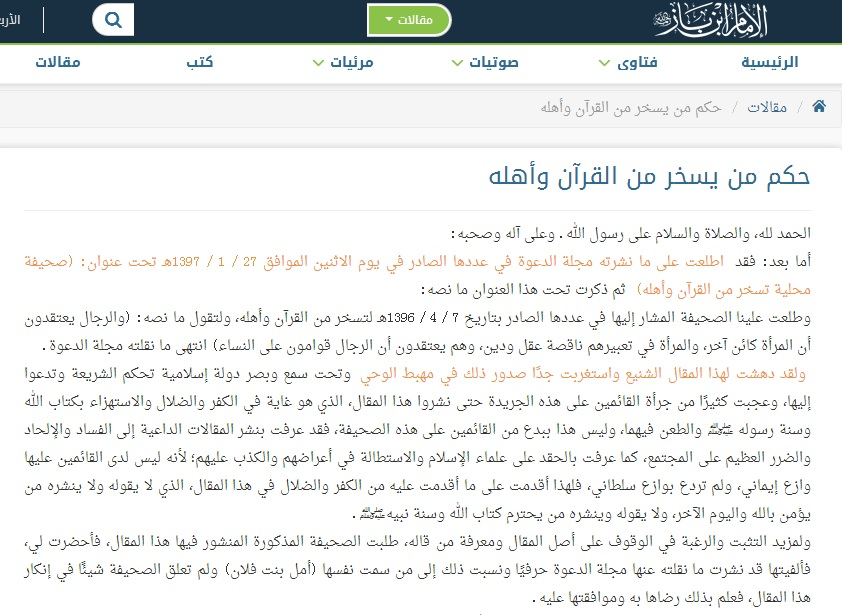 الإمام ابن باز
مقالات
الأربع
الرئيسية
فتاوى
صوتيات
مرئيات
كتب
مقالات
مقالات / حكم من يسخر من القرآن وأهله
حكم من يسخر من القرآن وأهله
الحمد لله، والصلاة والسلام على رسول الله. وعلى آله وصحبه:
أما بعد: فقد اطلعت على ما نشرته مجلة الدعوة في عددها الصادر في يوم الاثنين الموافق 27 / 1 / 1397هـ تحت عنوان: (صحيفة
محلية تسخر من القرآن وأهله) ثم ذكرت تحت هذا العنوان ما نصه:
وطلعت علينا الصحيفة المشار إليها في عددها الصادر بتاريخ 7 / 4 / 1396هـ لتسخر من القرآن وأهله، ولتقول ما نصه: (والرجال يعتقدون
أن المرأة كائن آخر، والمرأة في تعبيرهم ناقصة عقل ودين، وهم يعتقدون أن الرجال قوامون على النساء) انتهى ما نقلته مجلة الدعوة.
ولقد دهشت لهذا المقال الشنيع واستغربت جدًا صدور ذلك في مهبط الوحي وتحت سمع وبصر دولة إسلامية تحكم الشريعة وتدعوا
إليها، وعجبت كثيرًا من جرأة القائمين على هذه الجريدة حتى نشروا هذا المقال، الذي هو غاية في الكفر والضلال والاستهزاء بكتاب الله
وسنة رسوله ﷺ والطعن فيهما، وليس هذا ببدع من القائمين على هذه الصحيفة، فقد عرفت بنشر المقالات الداعية إلى الفساد والإلحاد
والضرر العظيم على المجتمع، كما عرفت بالحقد على علماء الإسلام والاستطالة في أعراضهم والكذب عليهم؛ لأنه ليس لدى القائمين عليها
وازع إيماني، ولم تردع بوازع سلطاني، فلهذا أقدمت على ما أقدمت عليه من الكفر والضلال في هذا المقال، الذي لا يقوله ولا ينشره من
يؤمن بالله واليوم الآخر، ولا يقوله وينشره من يحترم كتاب الله وسنة نبيه ﷺ.
ولمزيد التثبت والرغبة في الوقوف على أصل المقال ومعرفة من قاله، طلبت الصحيفة المذكورة المنشور فيها هذا المقال، فأحضرت لي،
فألفيتها قد نشرت ما نقلته عنها مجلة الدعوة حرفيًا ونسبت ذلك إلى من سمت نفسها (أمل بنت فلان) ولم تعلق الصحيفة شيئًا في إنكار
هذا المقال، فعلم بذلك رضاها به وموافقتها عليه.